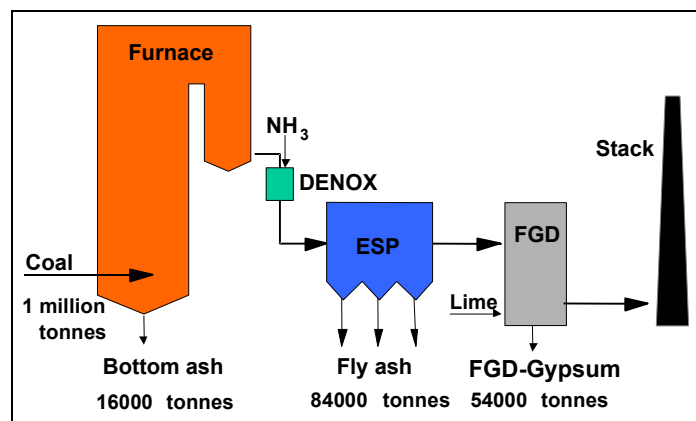 Furnace
NH3
DENOX
Stack
ESP
FGD
Coal
1 million
tonnes
Lime
Bottom ash
16000 tonnes
Fly ash
84000 tonnes
FGD-Gypsum
54000 tonnes